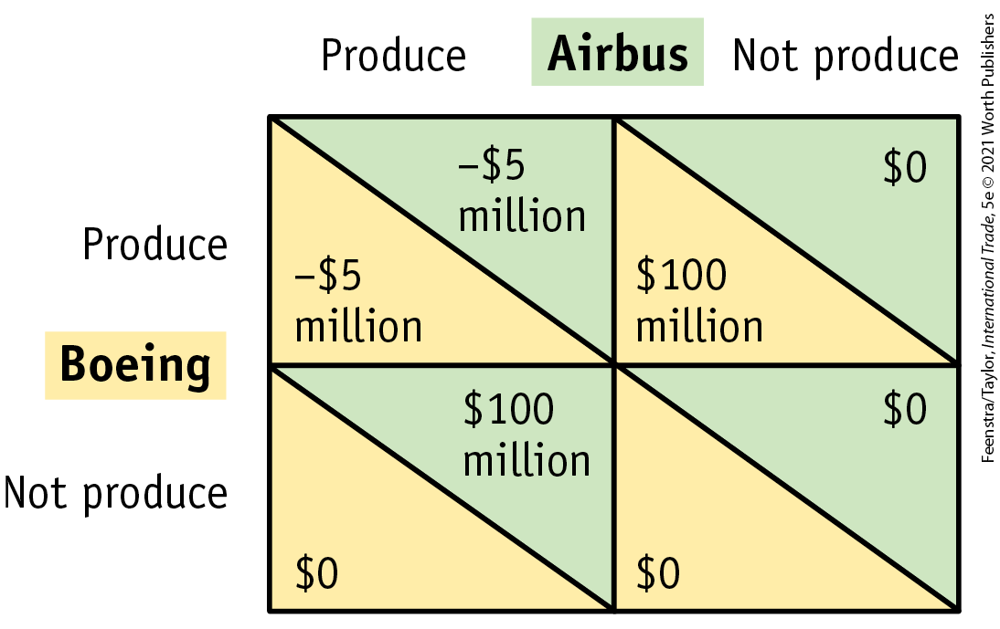 Produce Airbus Not produce
Produce
–$5
million
–$5
million
$0
$100
million
Boeing
Not produce
$100
million
$0
$0
$0
Feenstra/Taylor, International Trade, 5e © 2021 Worth Publishers